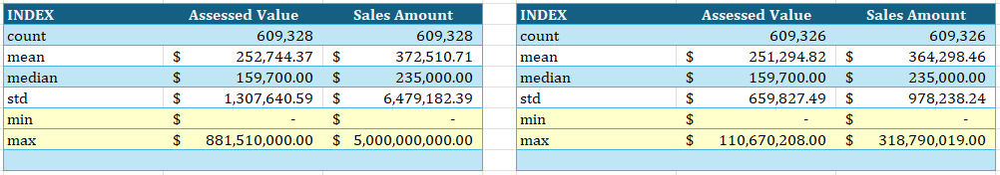 INDEX Assessed Value Sales Amount
count 609,328 609,328
mean $ 252,744.37 $ 372,510.71
median $ 159,700.00 $ 235,000.00
std $ 1,307,640.59 $ 6,479,182.39
min $ - $ -
max $ 881,510,000.00 $ 5,000,000,000.00
INDEX Assessed Value Sales Amount
count 609,326 609,326
mean $ 251,294.82 $ 364,298.46
median $ 159,700.00 $ 235,000.00
std $ 659,827.49 $ 978,238.24
min $ - $ -
max $ 110,670,208.00 $ 318,790,019.00